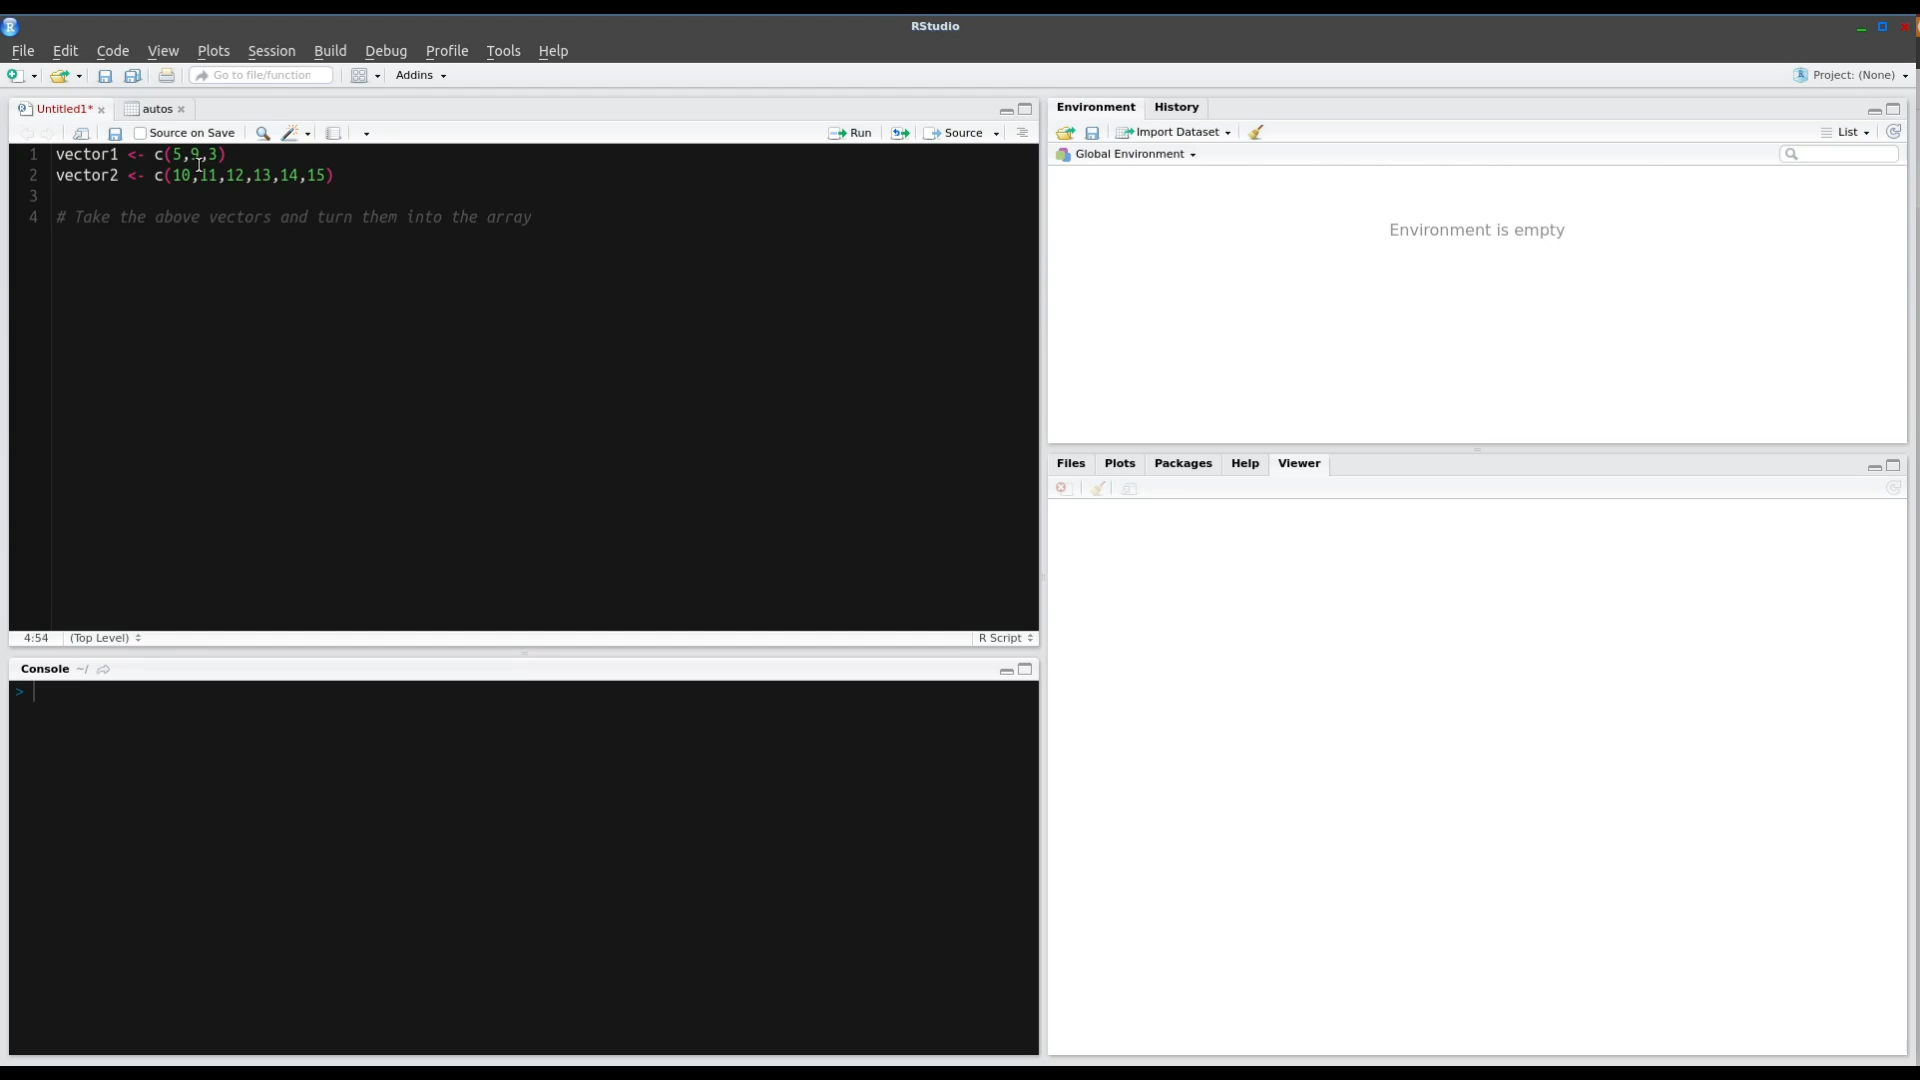 RStudio
File Edit Code View Plots Session Build Debug Profile Tools Help
Go to file/function Addins Project: (None)
Untitled1* autos
Source on Save Run Source
1 vector1 <- c(5,9,3)
2 vector2 <- c(10,11,12,13,14,15)
3
4 # Take the above vectors and turn them into the array
4:54 (Top Level) R Script
Console ~/
>
Environment History
Import Dataset List
Global Environment
Environment is empty
Files Plots Packages Help Viewer